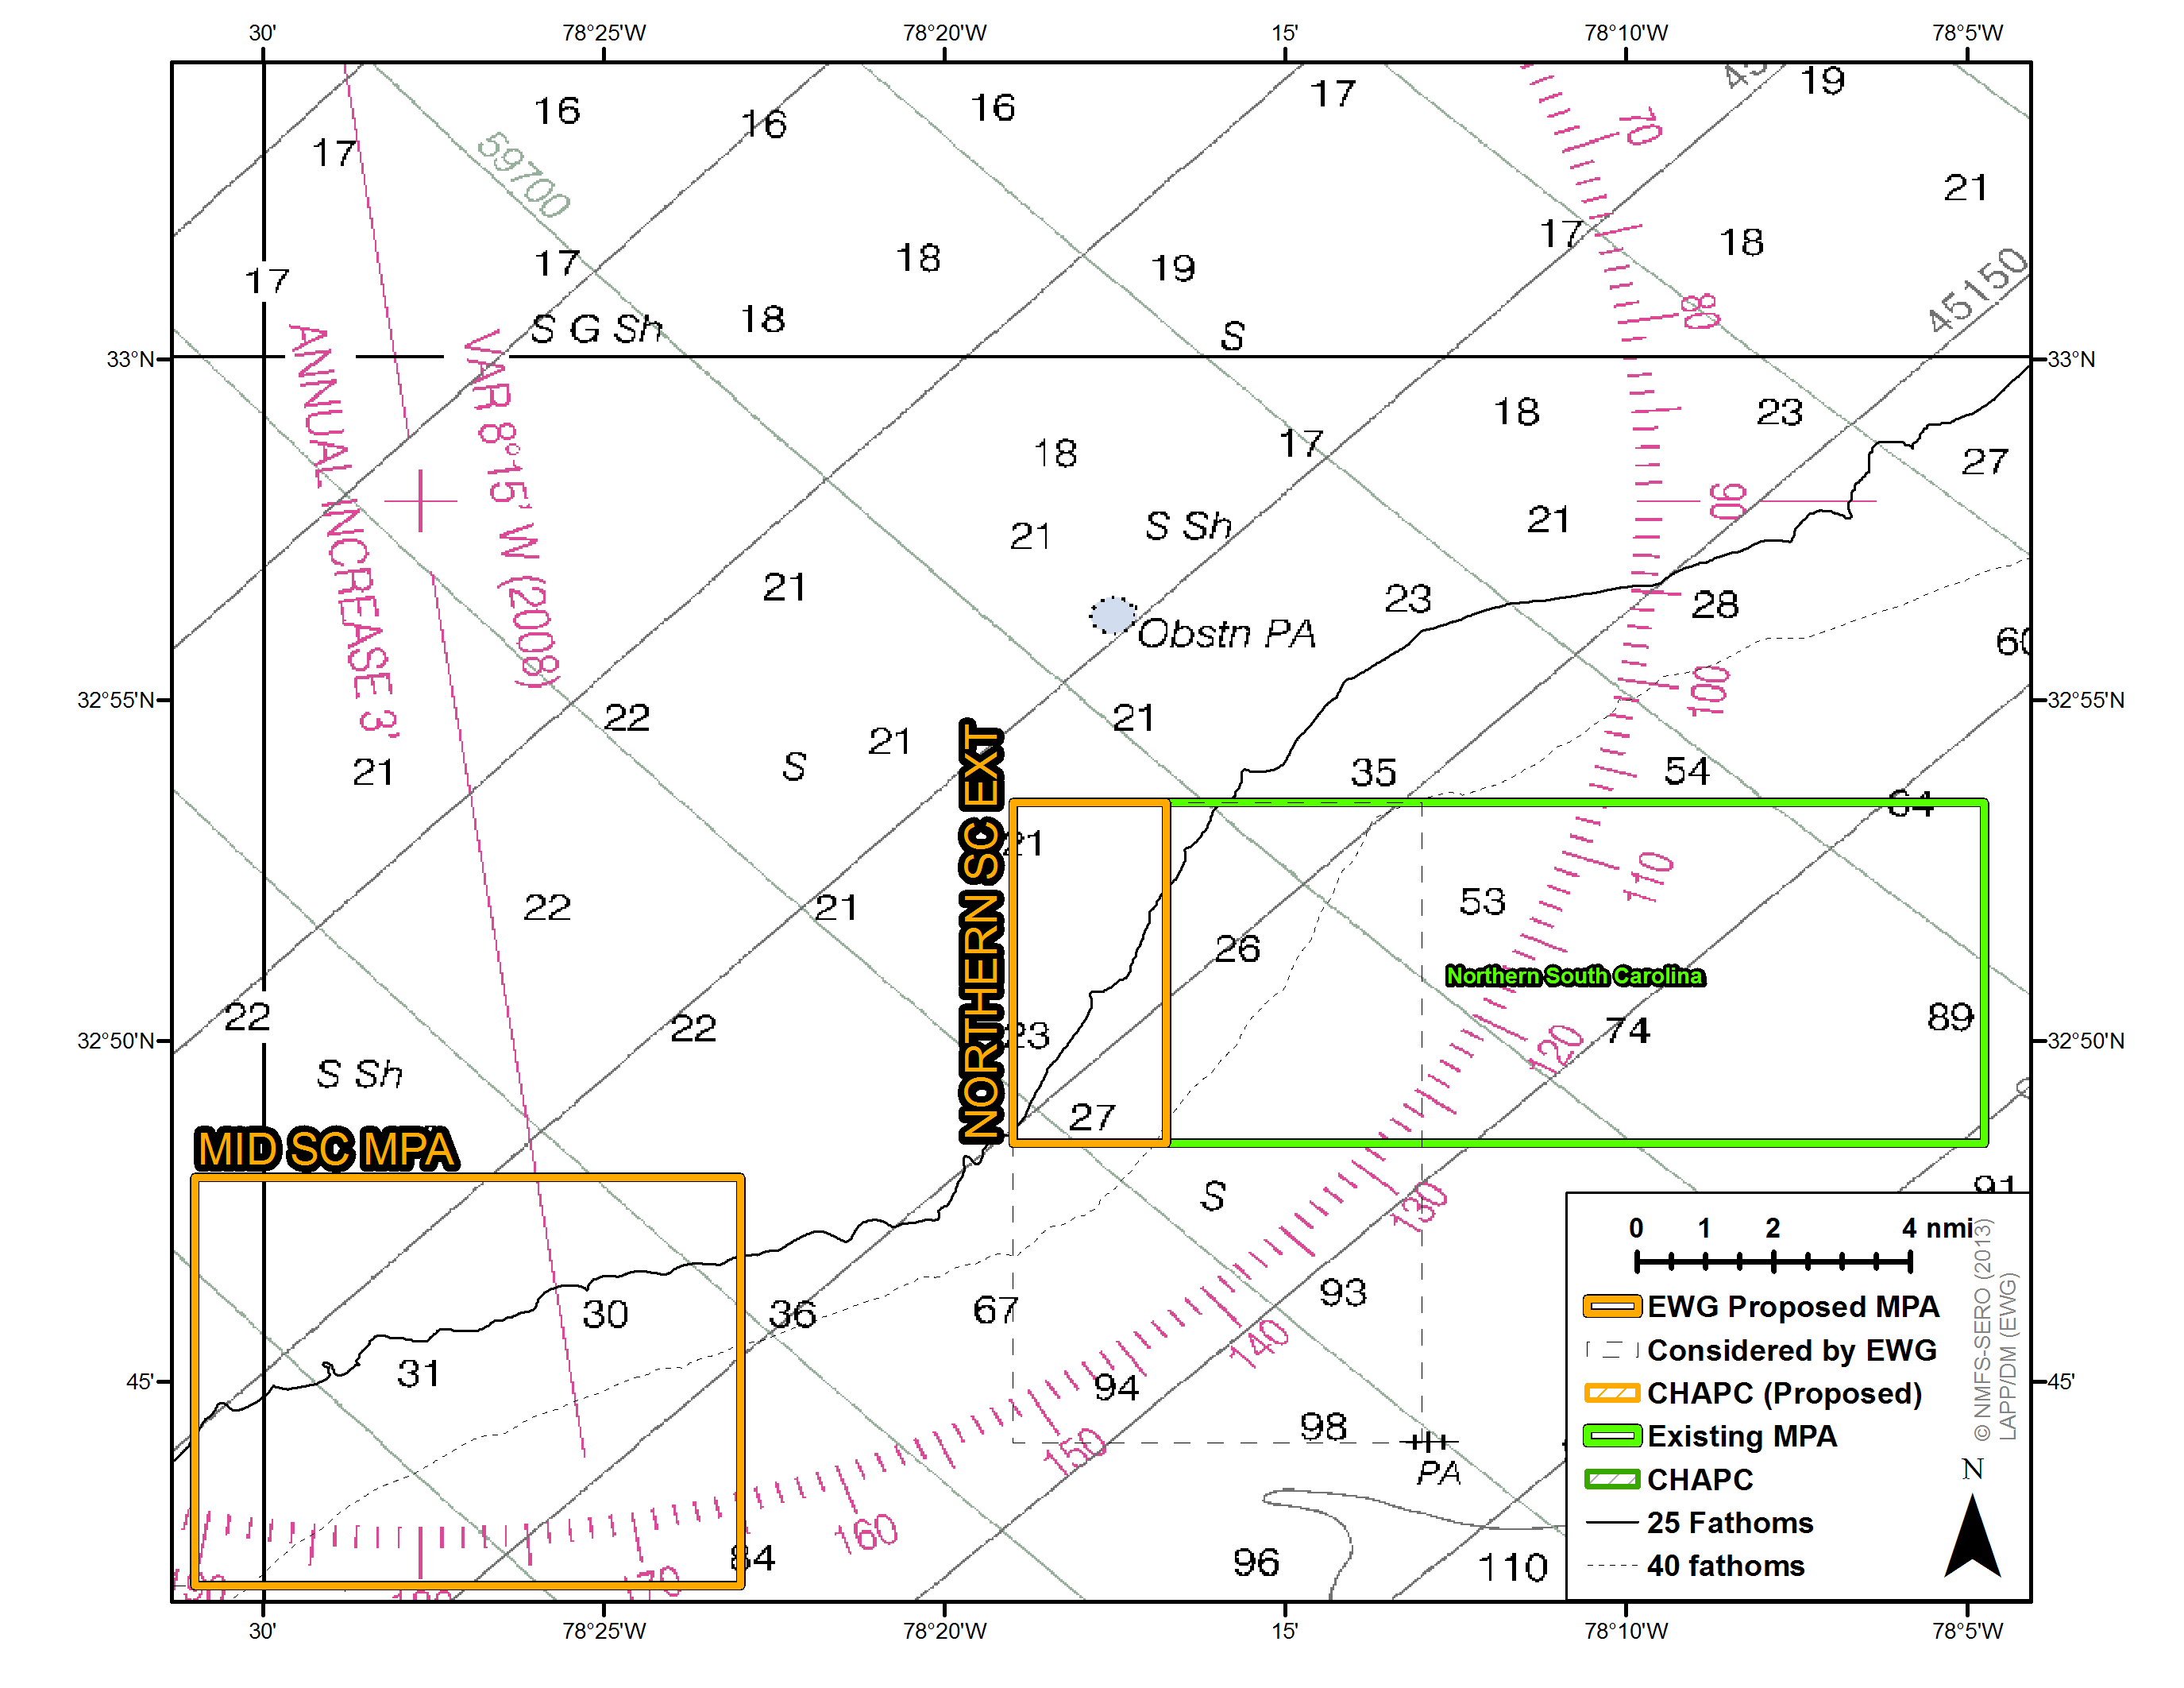 30' 78°25'W 78°20'W 15' 78°10'W 78°5'W
16 16 17 19
17 16
59700
70
21
17 17 18 19 17 18
17
80
45150
S G Sh 18 S
33°N 33°N
ANNUAL INCREASE 3'
VAR 8°15' W (2008)
18 17 18 23 27
21 S Sh 21 90
21 23 28
Obstn PA
100
32°55'N 32°55'N
22 21 21
21 S 35 54
NORTHERN SC EXT
21
64
110
22 21 53
26
Northern South Carolina
22 22 23 74 89
32°50'N 32°50'N
120
S Sh
27
MID SC MPA
S 130
91
30 36 67 93
140
31 94
45' 45'
98
150
PA
160
84 96 110
170
0 1 2 4 nmi
EWG Proposed MPA
Considered by EWG
CHAPC (Proposed)
Existing MPA
CHAPC
25 Fathoms
40 fathoms
© NMFS-SERO (2013)
LAPP/DM (EWG)
N
30' 78°25'W 78°20'W 15' 78°10'W 78°5'W